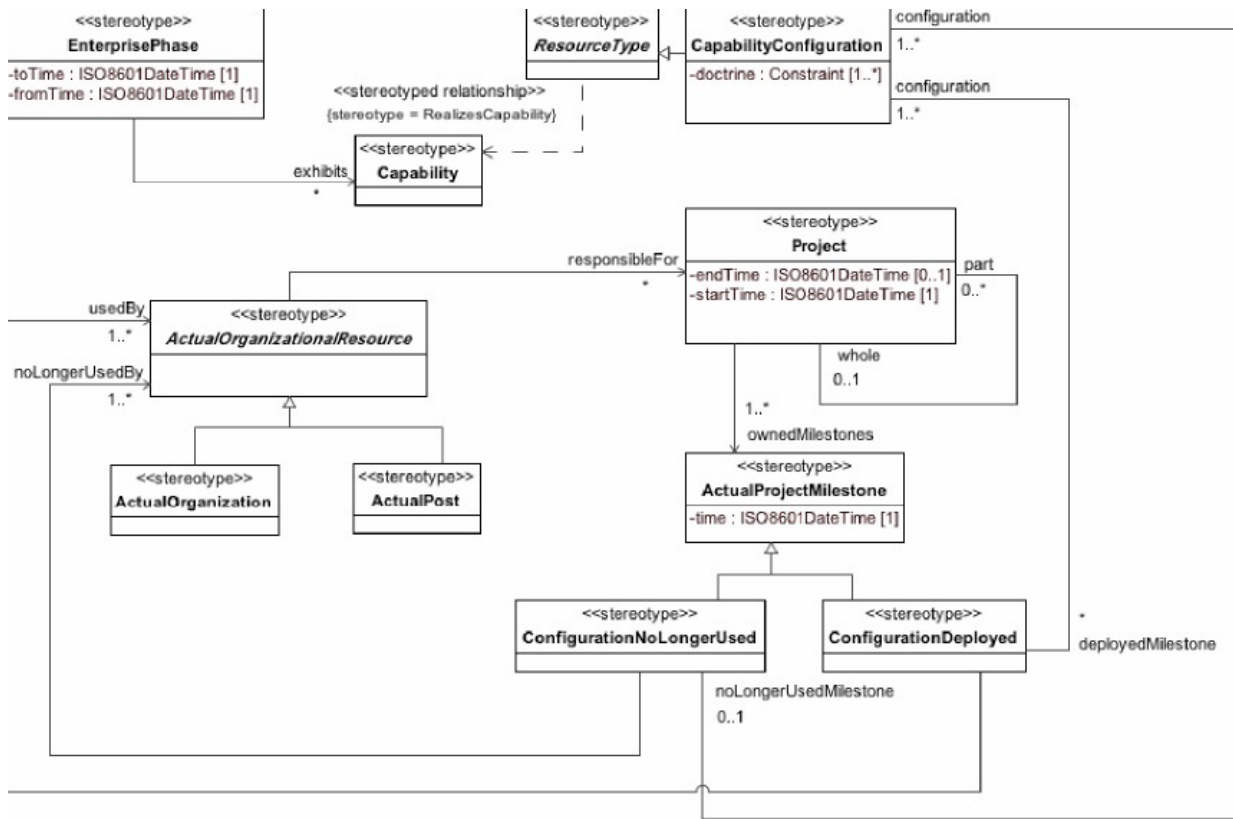 <<stereotype>>
EnterprisePhase
-toTime : ISO8601DateTime [1]
-fromTime : ISO8601DateTime [1]
<<stereotype>>
ResourceType
<<stereotype>>
CapabilityConfiguration
-doctrine : Constraint [1..*]
configuration
1..*
configuration
1..*
<<stereotyped relationship>>
{stereotype = RealizesCapability}
<<stereotype>>
Capability
exhibits
*
<<stereotype>>
Project
-endTime : ISO8601DateTime [0..1]
-startTime : ISO8601DateTime [1]
responsibleFor
*
part
0..*
whole
0..1
usedBy
1..*
<<stereotype>>
ActualOrganizationalResource
noLongerUsedBy
1..*
1..*
ownedMilestones
<<stereotype>>
ActualOrganization
<<stereotype>>
ActualPost
<<stereotype>>
ActualProjectMilestone
-time : ISO8601DateTime [1]
<<stereotype>>
ConfigurationNoLongerUsed
<<stereotype>>
ConfigurationDeployed
*
deployedMilestone
noLongerUsedMilestone
0..1